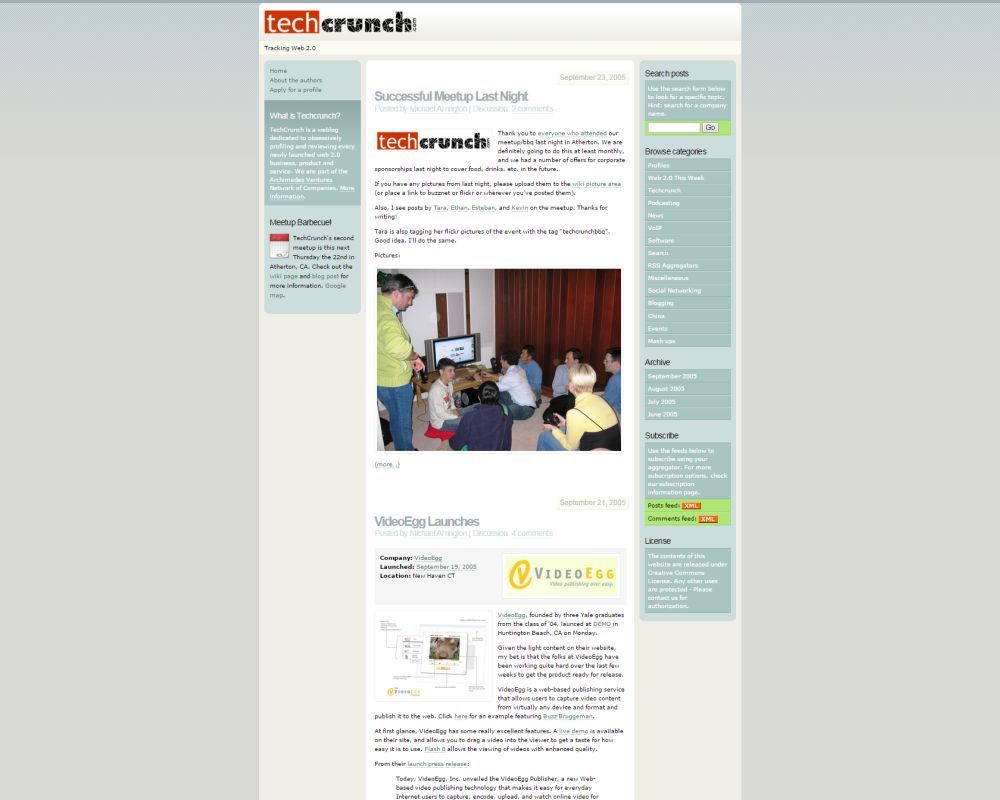 techcrunch.com
Tracking Web 2.0
Home
About the authors
Apply for a profile
What is Techcrunch?
TechCrunch is a weblog
dedicated to obsessively
profiling and reviewing every
newly launched web 2.0
business, product and
service. We are part of the
Archimedes Ventures
Network of Companies. More
Information.
Meetup Barbecue!
TechCrunch's second
meetup is this next
Thursday the 22nd in
Atherton, CA. Check out the
wiki page and blog post for
more information. Google
map.
September 23, 2005
Successful Meetup Last Night
Posted by Michael Arrington | Discussion: 2 comments
techcrunch
Thank you to everyone who attended our
meetup/bbq last night in Atherton. We are
definitely going to do this at least monthly,
and we had a number of offers for corporate
sponsorships last night to cover food, drinks, etc. in the future.
If you have any pictures from last night, please upload them to the wiki picture area
(or place a link to buzznet or flickr or wherever you've posted them).
Also, I see posts by Tara, Ethan, Esteban, and Kevin on the meetup. Thanks for
writing!
Tara is also tagging her flickr pictures of the event with the tag "techcrunchbbq".
Good idea. I'll do the same.
Pictures:
(more...)
September 21, 2005
VideoEgg Launches
Posted by Michael Arrington | Discussion: 4 comments
Company: VideoEgg
Launched: September 19, 2005
Location: New Haven CT
VideoEgg
Video publishing over easy.
VideoEgg
VideoEgg, founded by three Yale graduates
from the class of '04, launced at DEMO in
Huntington Beach, CA on Monday.
Given the light content on their website,
my bet is that the folks at VideoEgg have
been working quite hard over the last few
weeks to get the product ready for release.
VideoEgg is a web-based publishing service
that allows users to capture video content
from virtually any device and format and
publish it to the web. Click here for an example featuring Buzz Bruggeman.
At first glance, VideoEgg has some really excellent features. A live demo is available
on their site, and allows you to drag a video into the viewer to get a taste for how
easy it is to use. Flash 8 allows the viewing of videos with enhanced quality.
From their launch press release:
Today, VideoEgg, Inc. unveiled the VideoEgg Publisher, a new Web-
based video publishing technology that makes it easy for everyday
Internet users to capture, encode, upload, and watch online video for
Search posts
Use the search form below
to look for a specific topic.
Hint: search for a company
name.
Go
Browse categories
Profiles
Web 2.0 This Week
Techcrunch
Podcasting
News
VoIP
Software
Search
RSS Aggregators
Miscellaneous
Social Networking
Blogging
China
Events
Mash-ups
Archive
September 2005
August 2005
July 2005
June 2005
Subscribe
Use the feeds below to
subscribe using your
aggregator. For more
subscription options, check
our subscription
information page.
Posts feed: XML
Comments feed: XML
License
The contents of this
website are released under
Creative Commons
License. Any other uses
are protected - Please
contact us for
authorization.